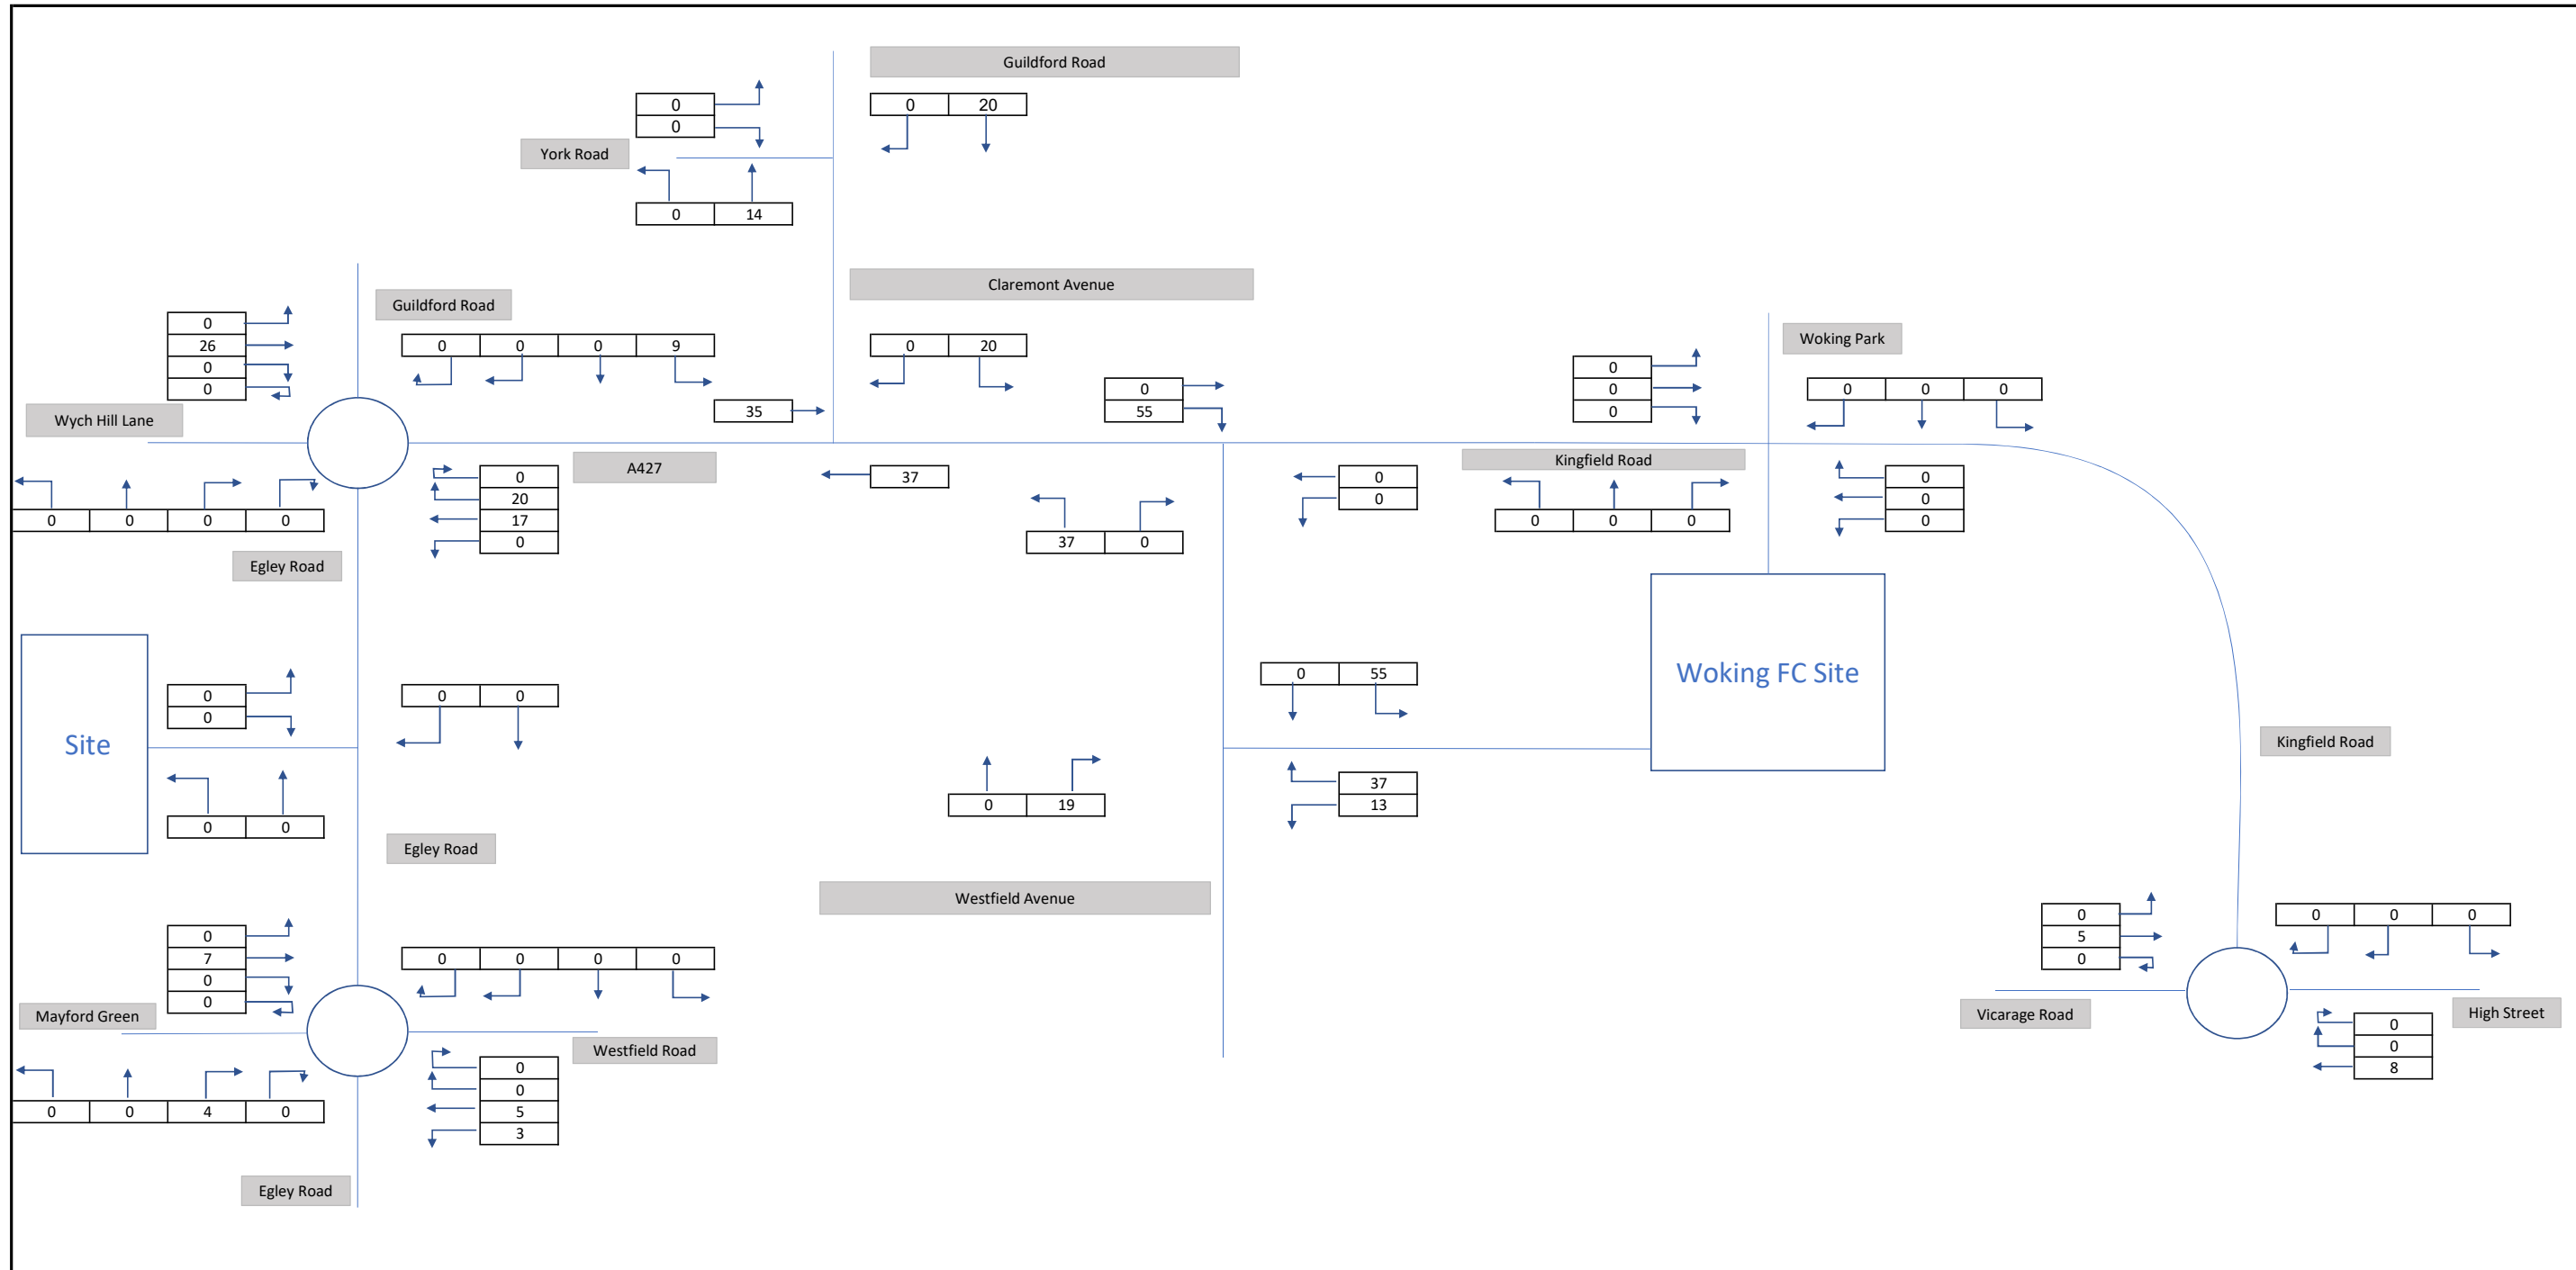 Guildford Road
0 20
0
0
York Road
0 14
Claremont Avenue
Guildford Road
0
26
0
0
0 0 0 9
0 20
Woking Park
0
0
0
0 0 0
0
55
35
Wych Hill Lane
A427
37
Kingfield Road
0
20
17
0
0
0
0
0
0
0 0 0 0
37 0
0 0 0
Egley Road
Site
0
0
0 0
0 55
Woking FC Site
Kingfield Road
0 0
0 19
37
13
Egley Road
Westfield Avenue
0
7
0
0
0 0 0 0
0
5
0
0 0 0
Mayford Green
Vicarage Road
High Street
Westfield Road
0
0
8
0
0
5
3
0 0 4 0
Egley Road